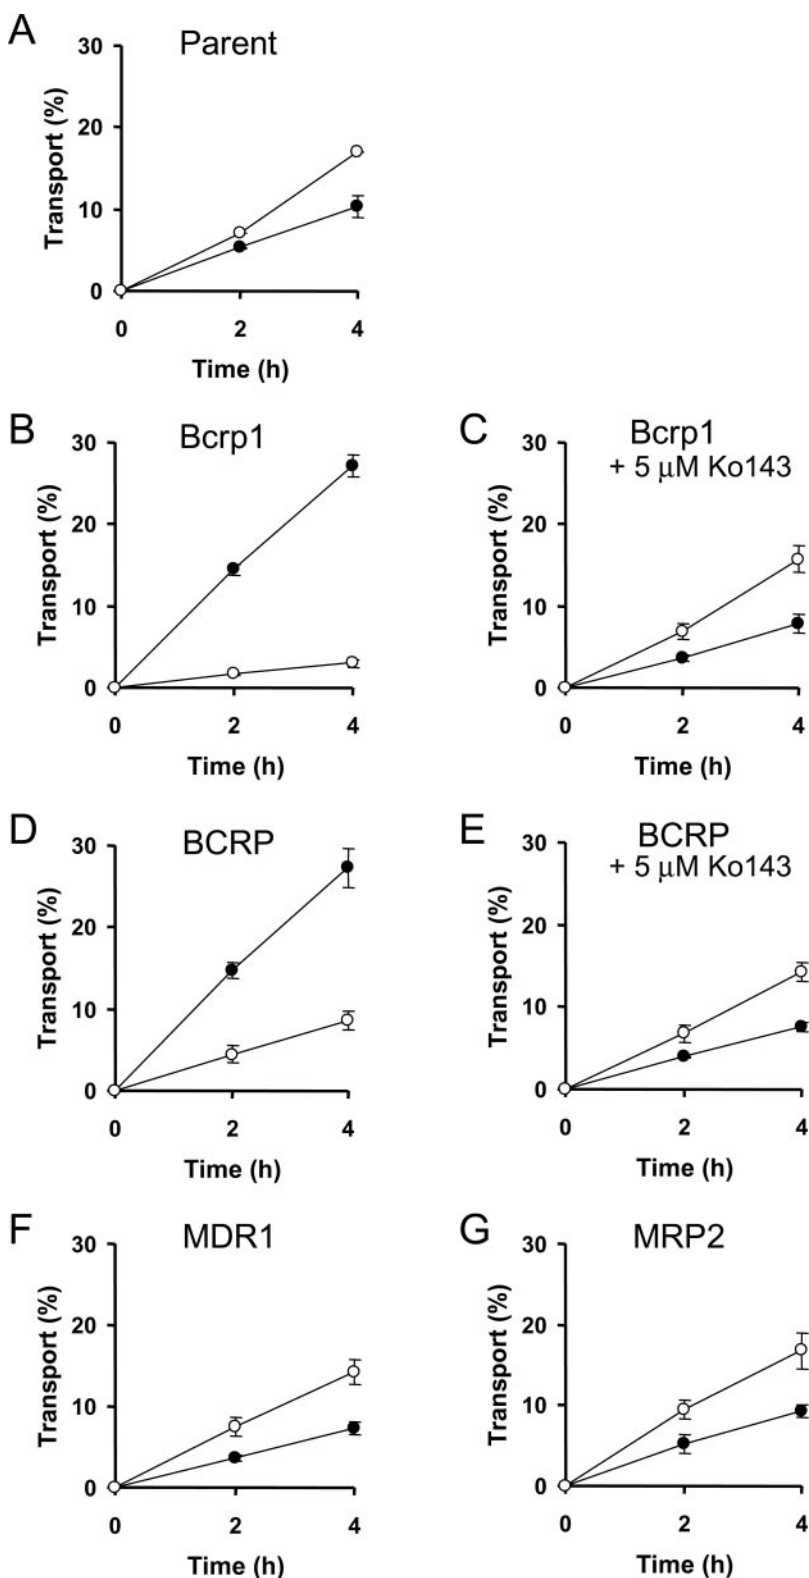 A
Parent
30
20
10
0
Transport (%)
0 2 4
Time (h)
B
Bcrp1
30
20
10
0
Transport (%)
0 2 4
Time (h)
C
Bcrp1
+ 5 μM Ko143
30
20
10
0
Transport (%)
0 2 4
Time (h)
D
BCRP
30
20
10
0
Transport (%)
0 2 4
Time (h)
E
BCRP
+ 5 μM Ko143
30
20
10
0
Transport (%)
0 2 4
Time (h)
F
MDR1
30
20
10
0
Transport (%)
0 2 4
Time (h)
G
MRP2
30
20
10
0
Transport (%)
0 2 4
Time (h)